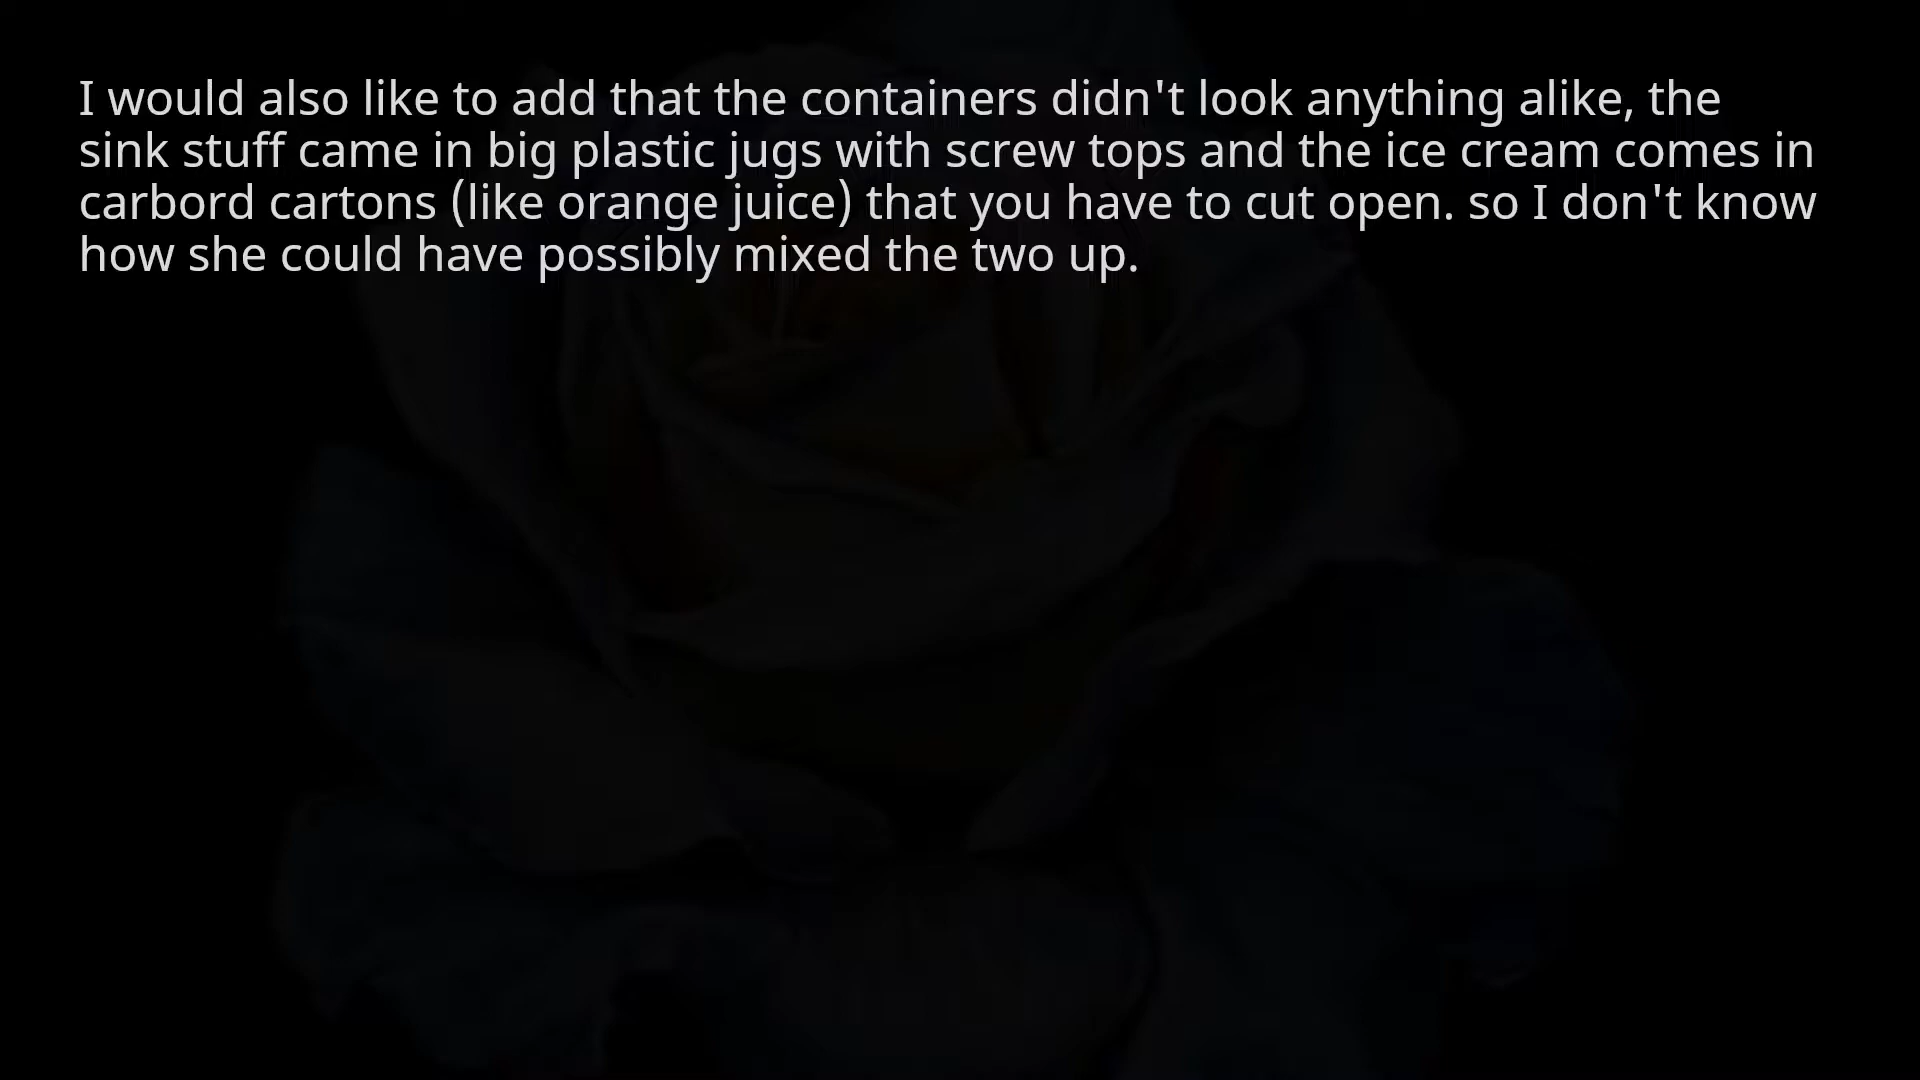 I would also like to add that the containers didn't look anything alike, the
sink stuff came in big plastic jugs with screw tops and the ice cream comes in
carbord cartons (like orange juice) that you have to cut open. so I don't know
how she could have possibly mixed the two up.